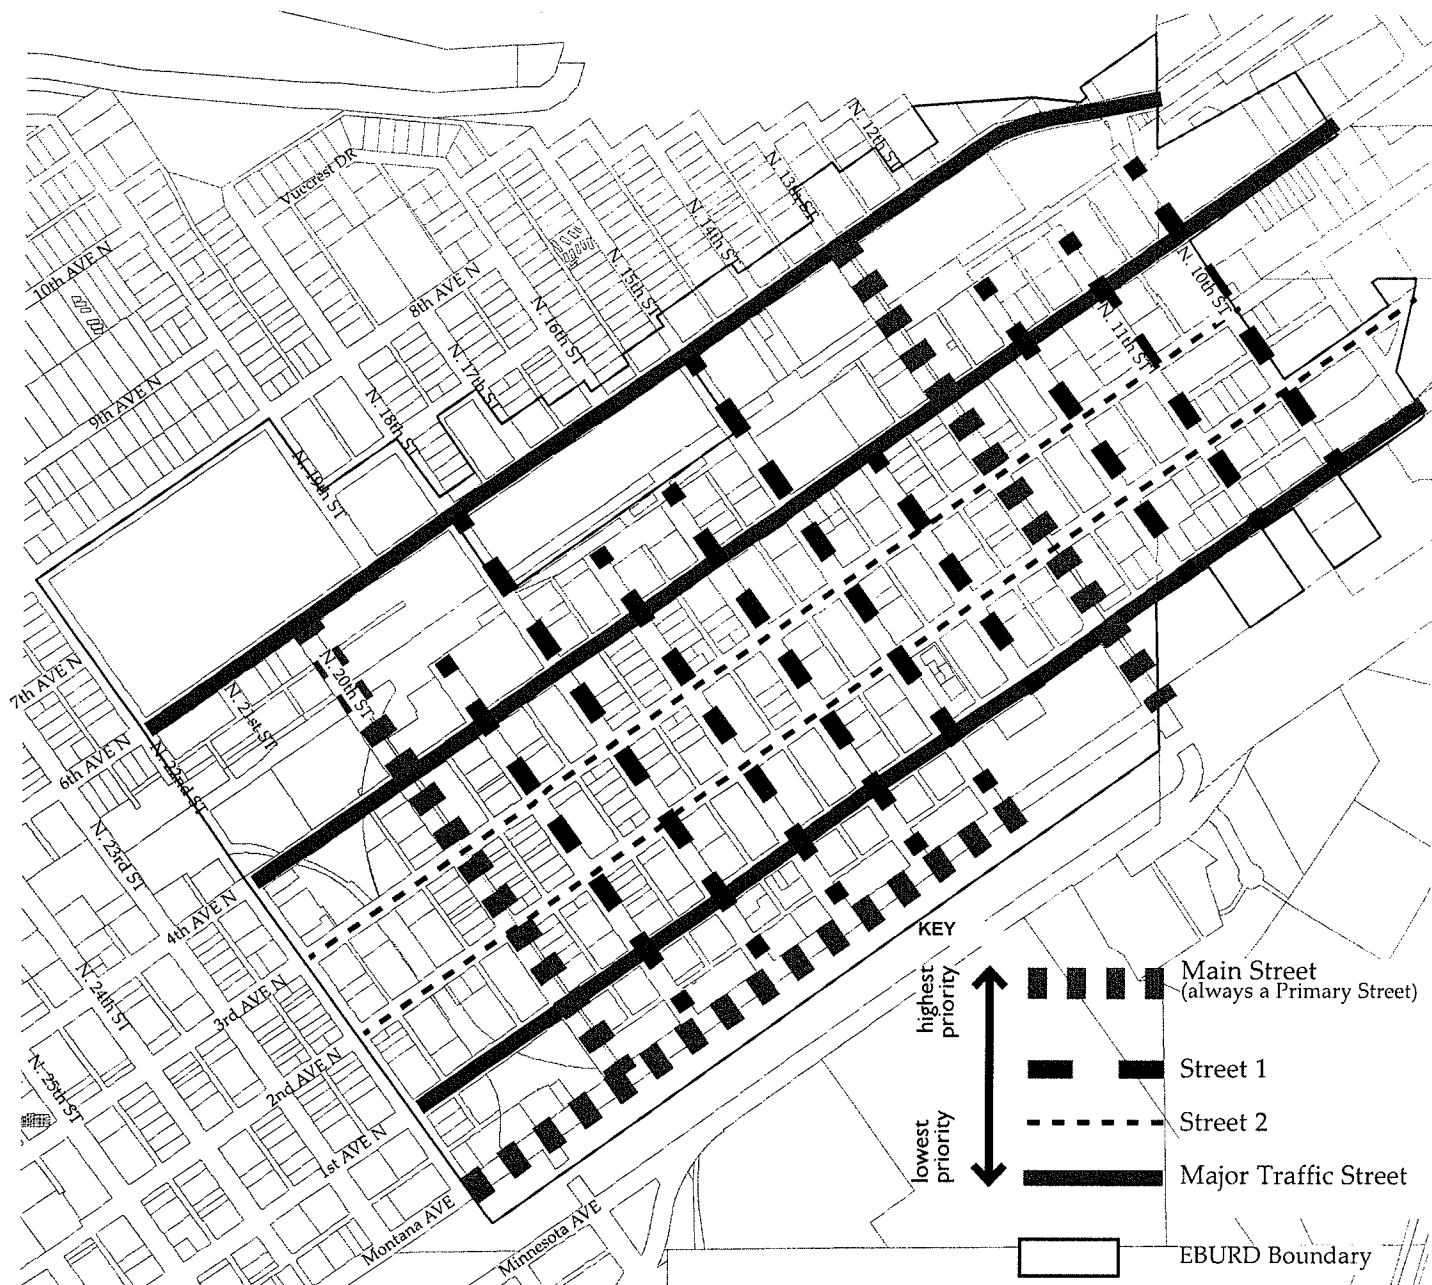 N. 12th ST
N. 13th ST
Vuccrest DR
N. 14th ST
10th AVE N
N. 15th ST
N. 10th ST
8th AVE N
N. 16th ST
N. 11th ST
N. 17th ST
9th AVE N
N. 18th ST
N. 19th ST
7th AVE N
N. 20th ST
N. 21st ST
6th AVE N
N. 22nd ST
N. 23rd ST
4th AVE N
N. 24th ST
3rd AVE N
N. 25th ST
2nd AVE N
1st AVE N
Montana AVE
Minnesota AVE
KEY
highest
priority
Main Street
(always a Primary Street)
Street 1
Street 2
lowest
priority
Major Traffic Street
EBURD Boundary